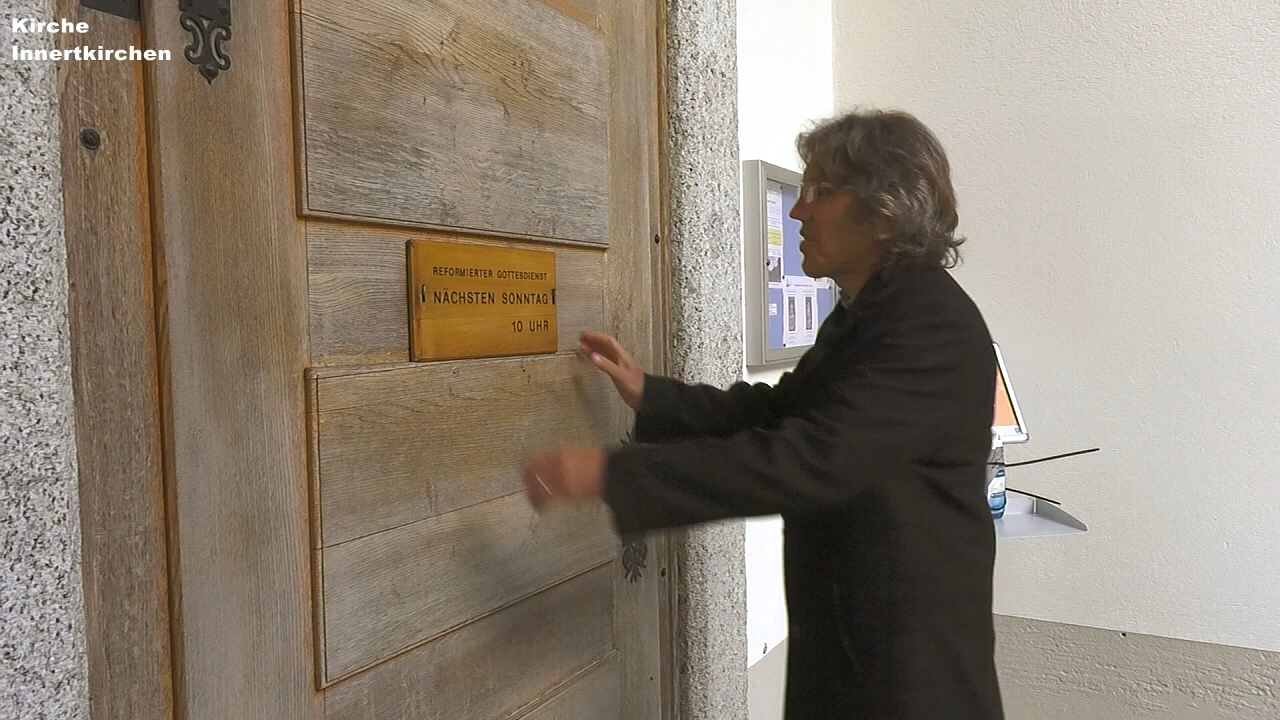 Kirche
Innertkirchen
REFORMIERTER GOTTESDIENST
NÄCHSTEN SONNTAG
10 UHR